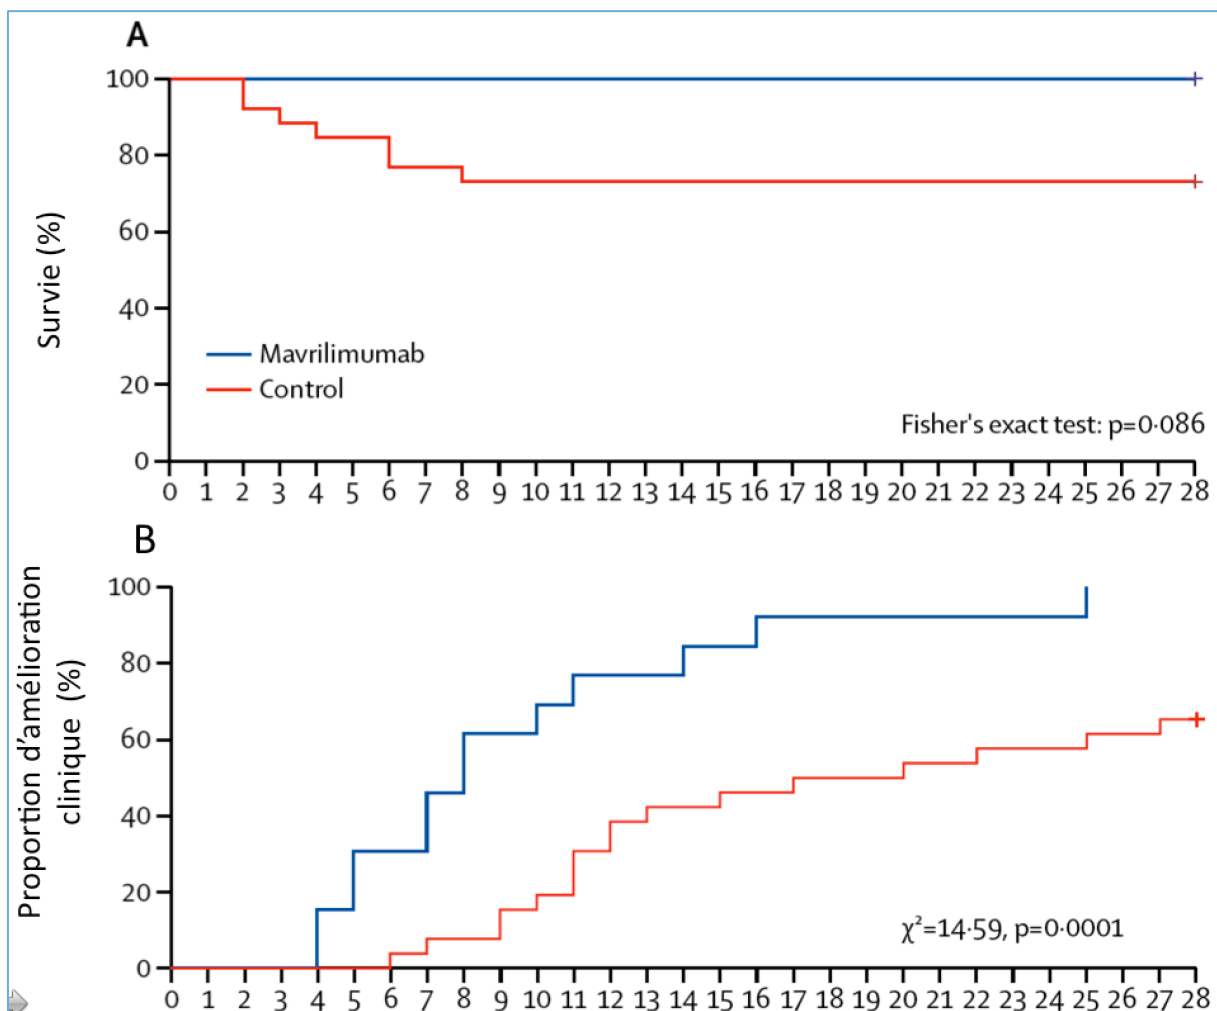 A
Survie (%)
100
80
60
40
20
0
Mavrilimumab
Control
Fisher's exact test: p=0·086
0 1 2 3 4 5 6 7 8 9 10 11 12 13 14 15 16 17 18 19 20 21 22 23 24 25 26 27 28
B
Proportion d'amélioration
clinique (%)
100
80
60
40
20
0
χ²=14·59, p=0·0001
0 1 2 3 4 5 6 7 8 9 10 11 12 13 14 15 16 17 18 19 20 21 22 23 24 25 26 27 28